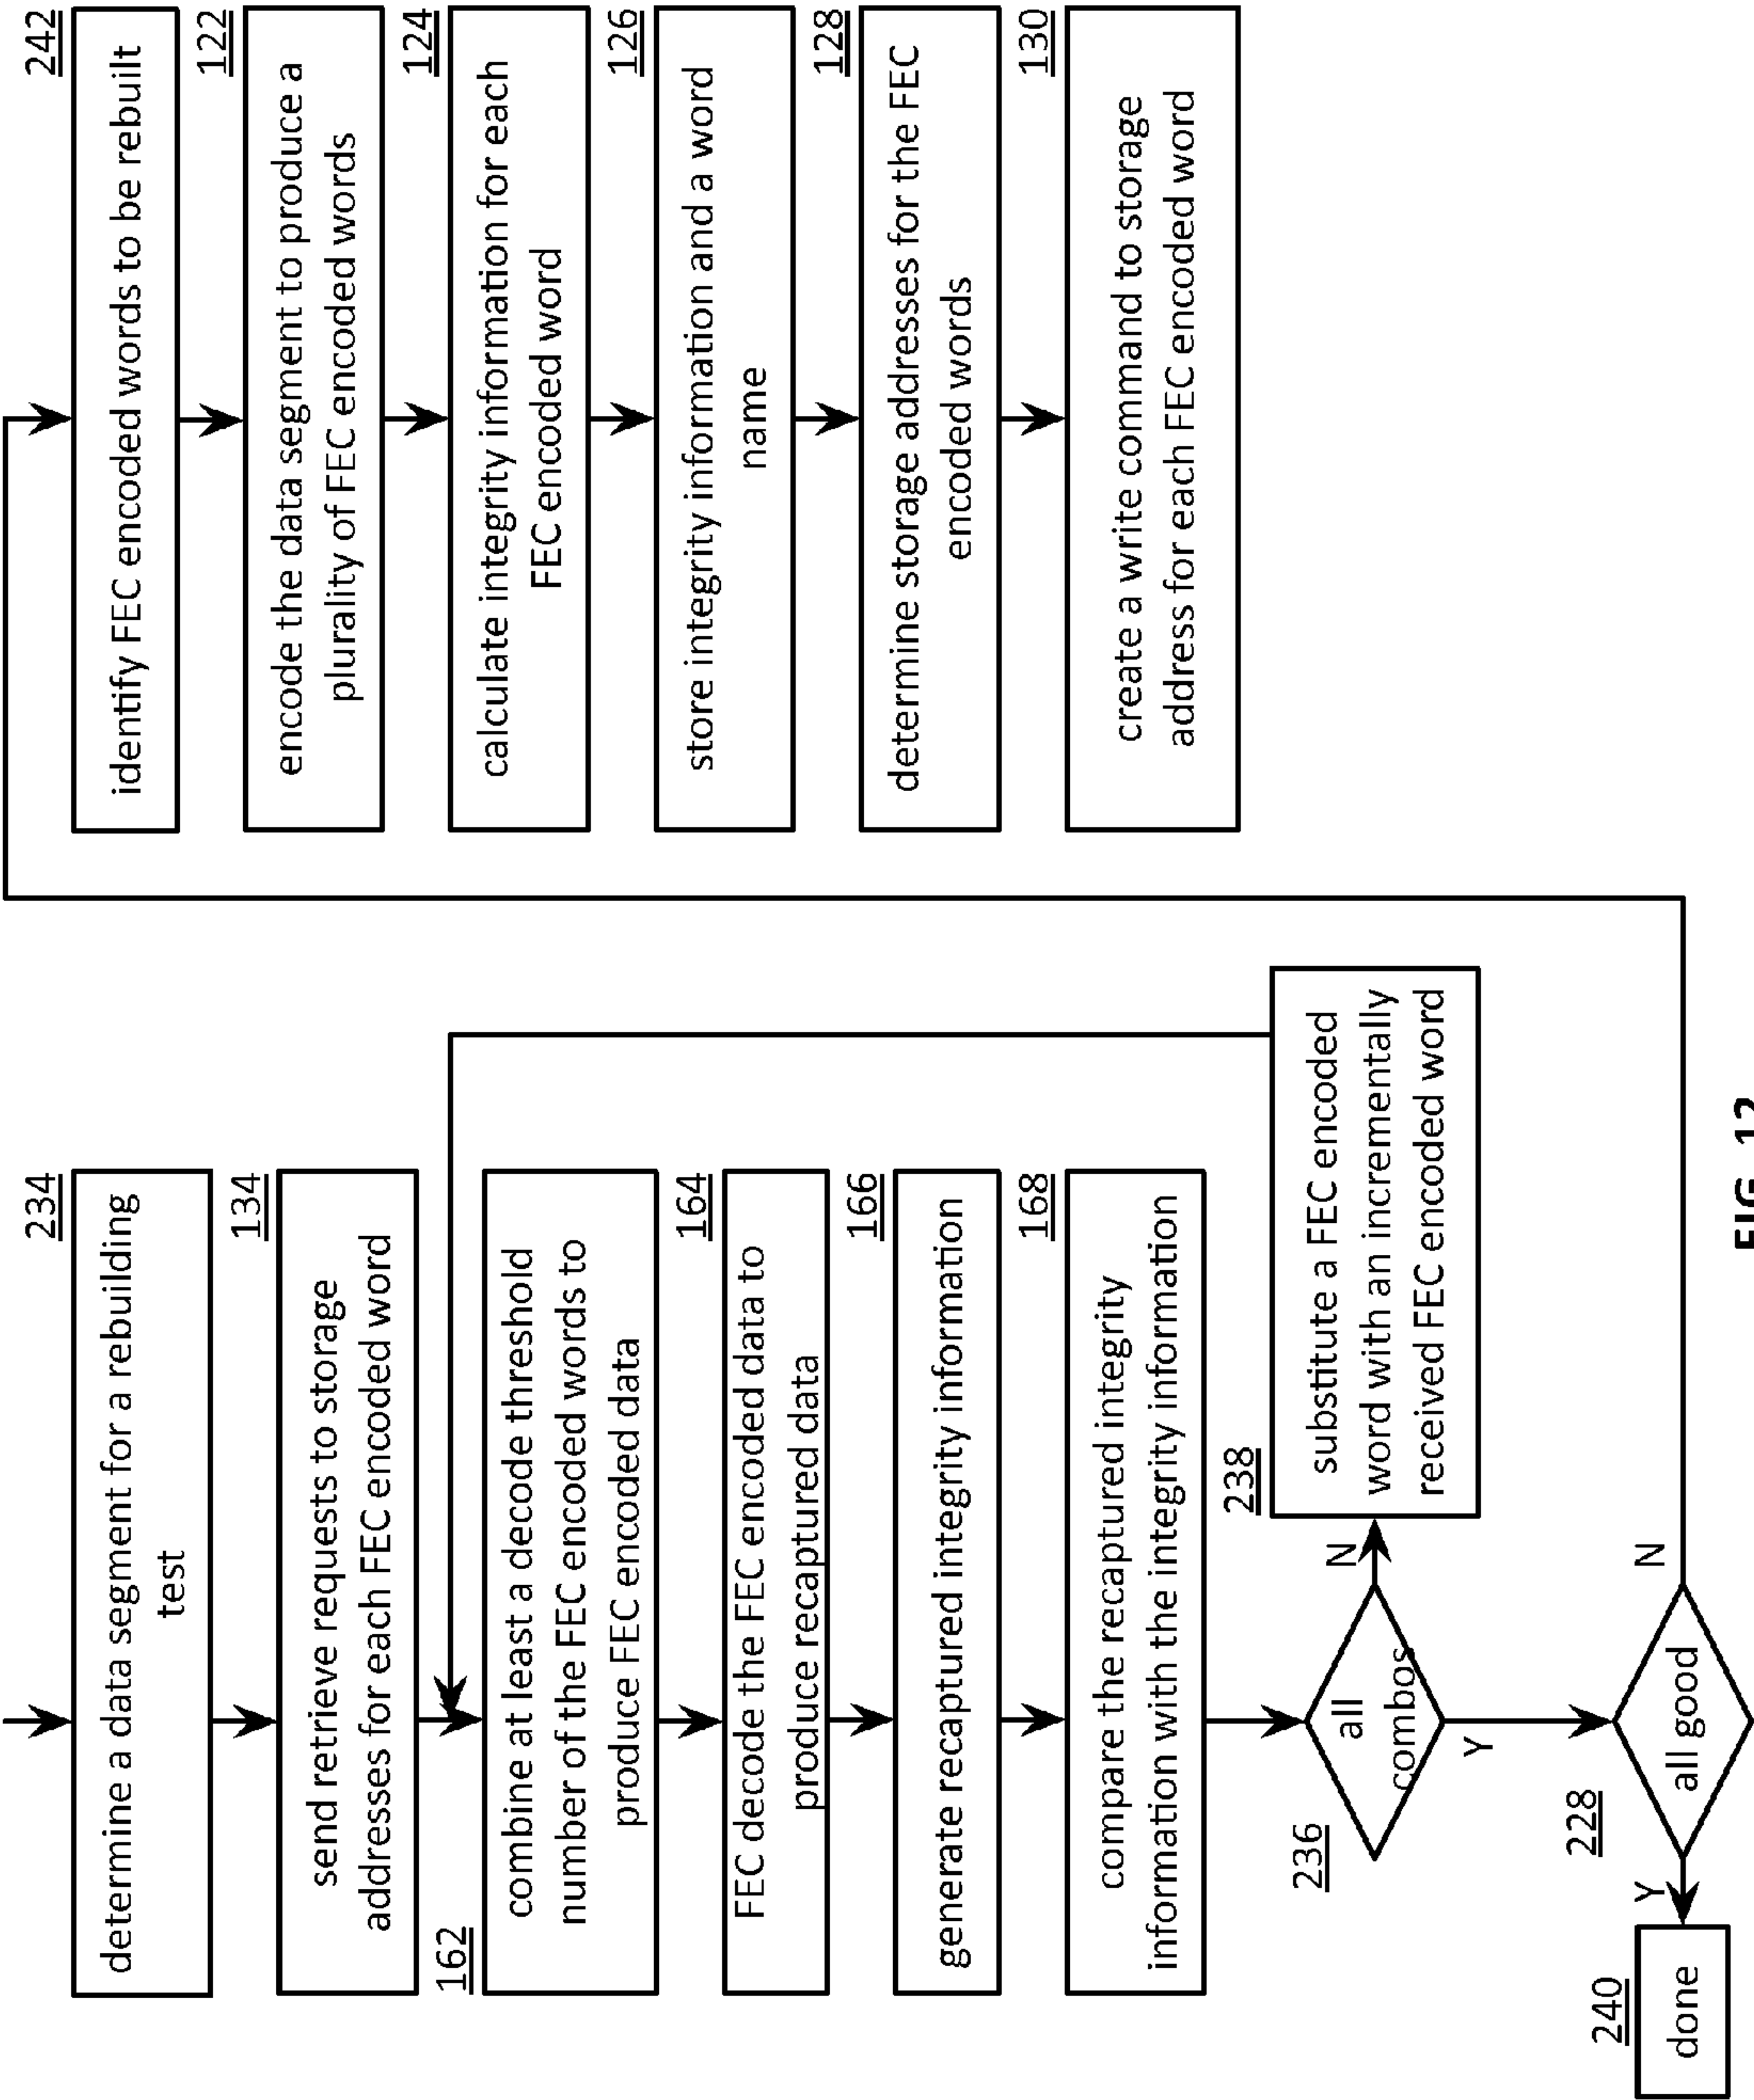 234
determine a data segment for a rebuilding
test
134
send retrieve requests to storage
addresses for each FEC encoded word
162
combine at least a decode threshold
number of the FEC encoded words to
produce FEC encoded data
164
FEC decode the FEC encoded data to
produce recaptured data
166
generate recaptured integrity information
168
compare the recaptured integrity
information with the integrity information
236
all
combos
N
Y
238
substitute a FEC encoded
word with an incrementally
received FEC encoded word
228
all good
Y
N
240
done
242
identify FEC encoded words to be rebuilt
122
encode the data segment to produce a
plurality of FEC encoded words
124
calculate integrity information for each
FEC encoded word
126
store integrity information and a word
name
128
determine storage addresses for the FEC
encoded words
130
create a write command to storage
address for each FEC encoded word
FIG. 12